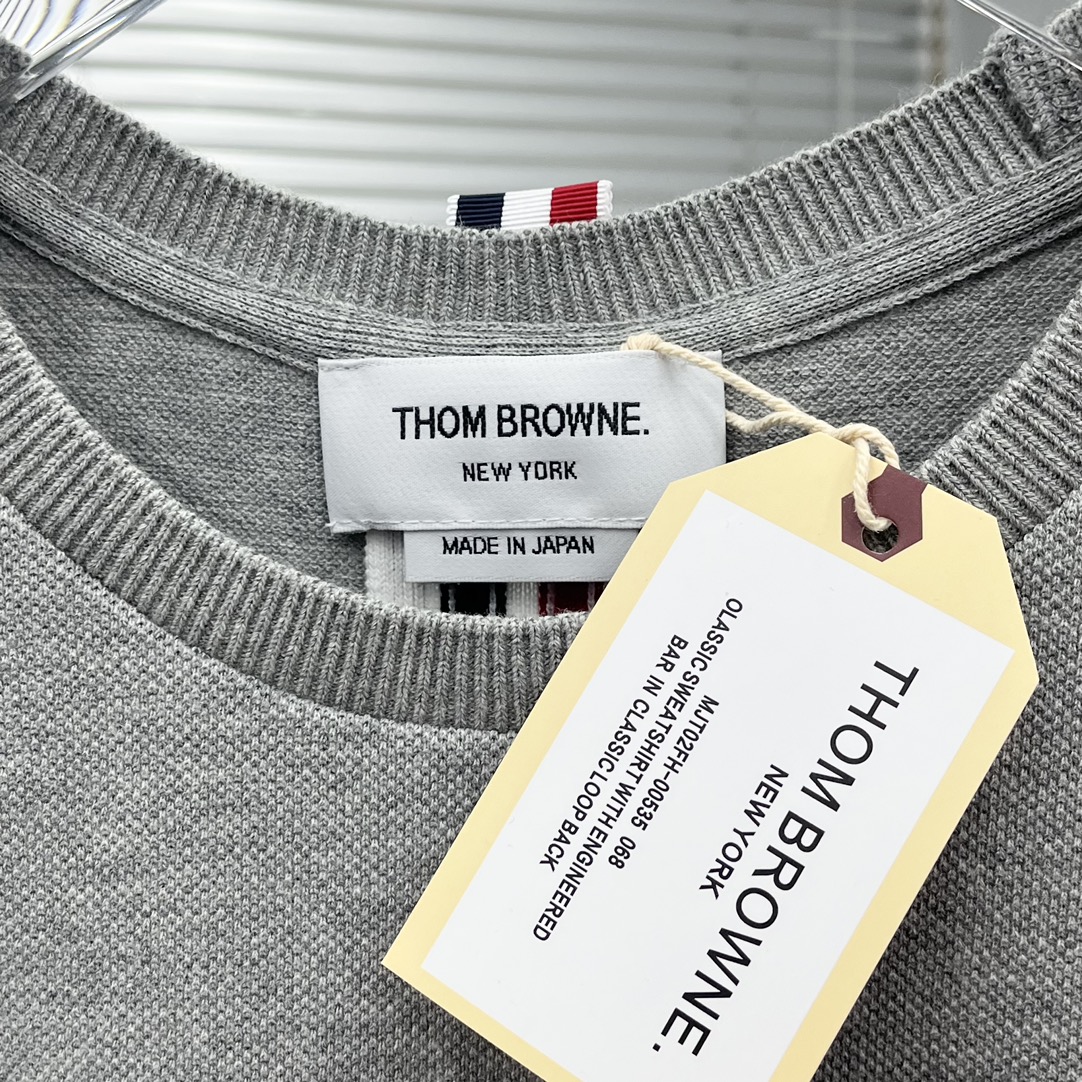 THOM BROWNE.
NEW YORK
MADE IN JAPAN
THOM BROWNE.
NEW YORK
MJT02FH-00535 068
OLASSIC SWEATSHIRT WITH ENGINEERED
BAR IN CLASSIC LOOP BACK